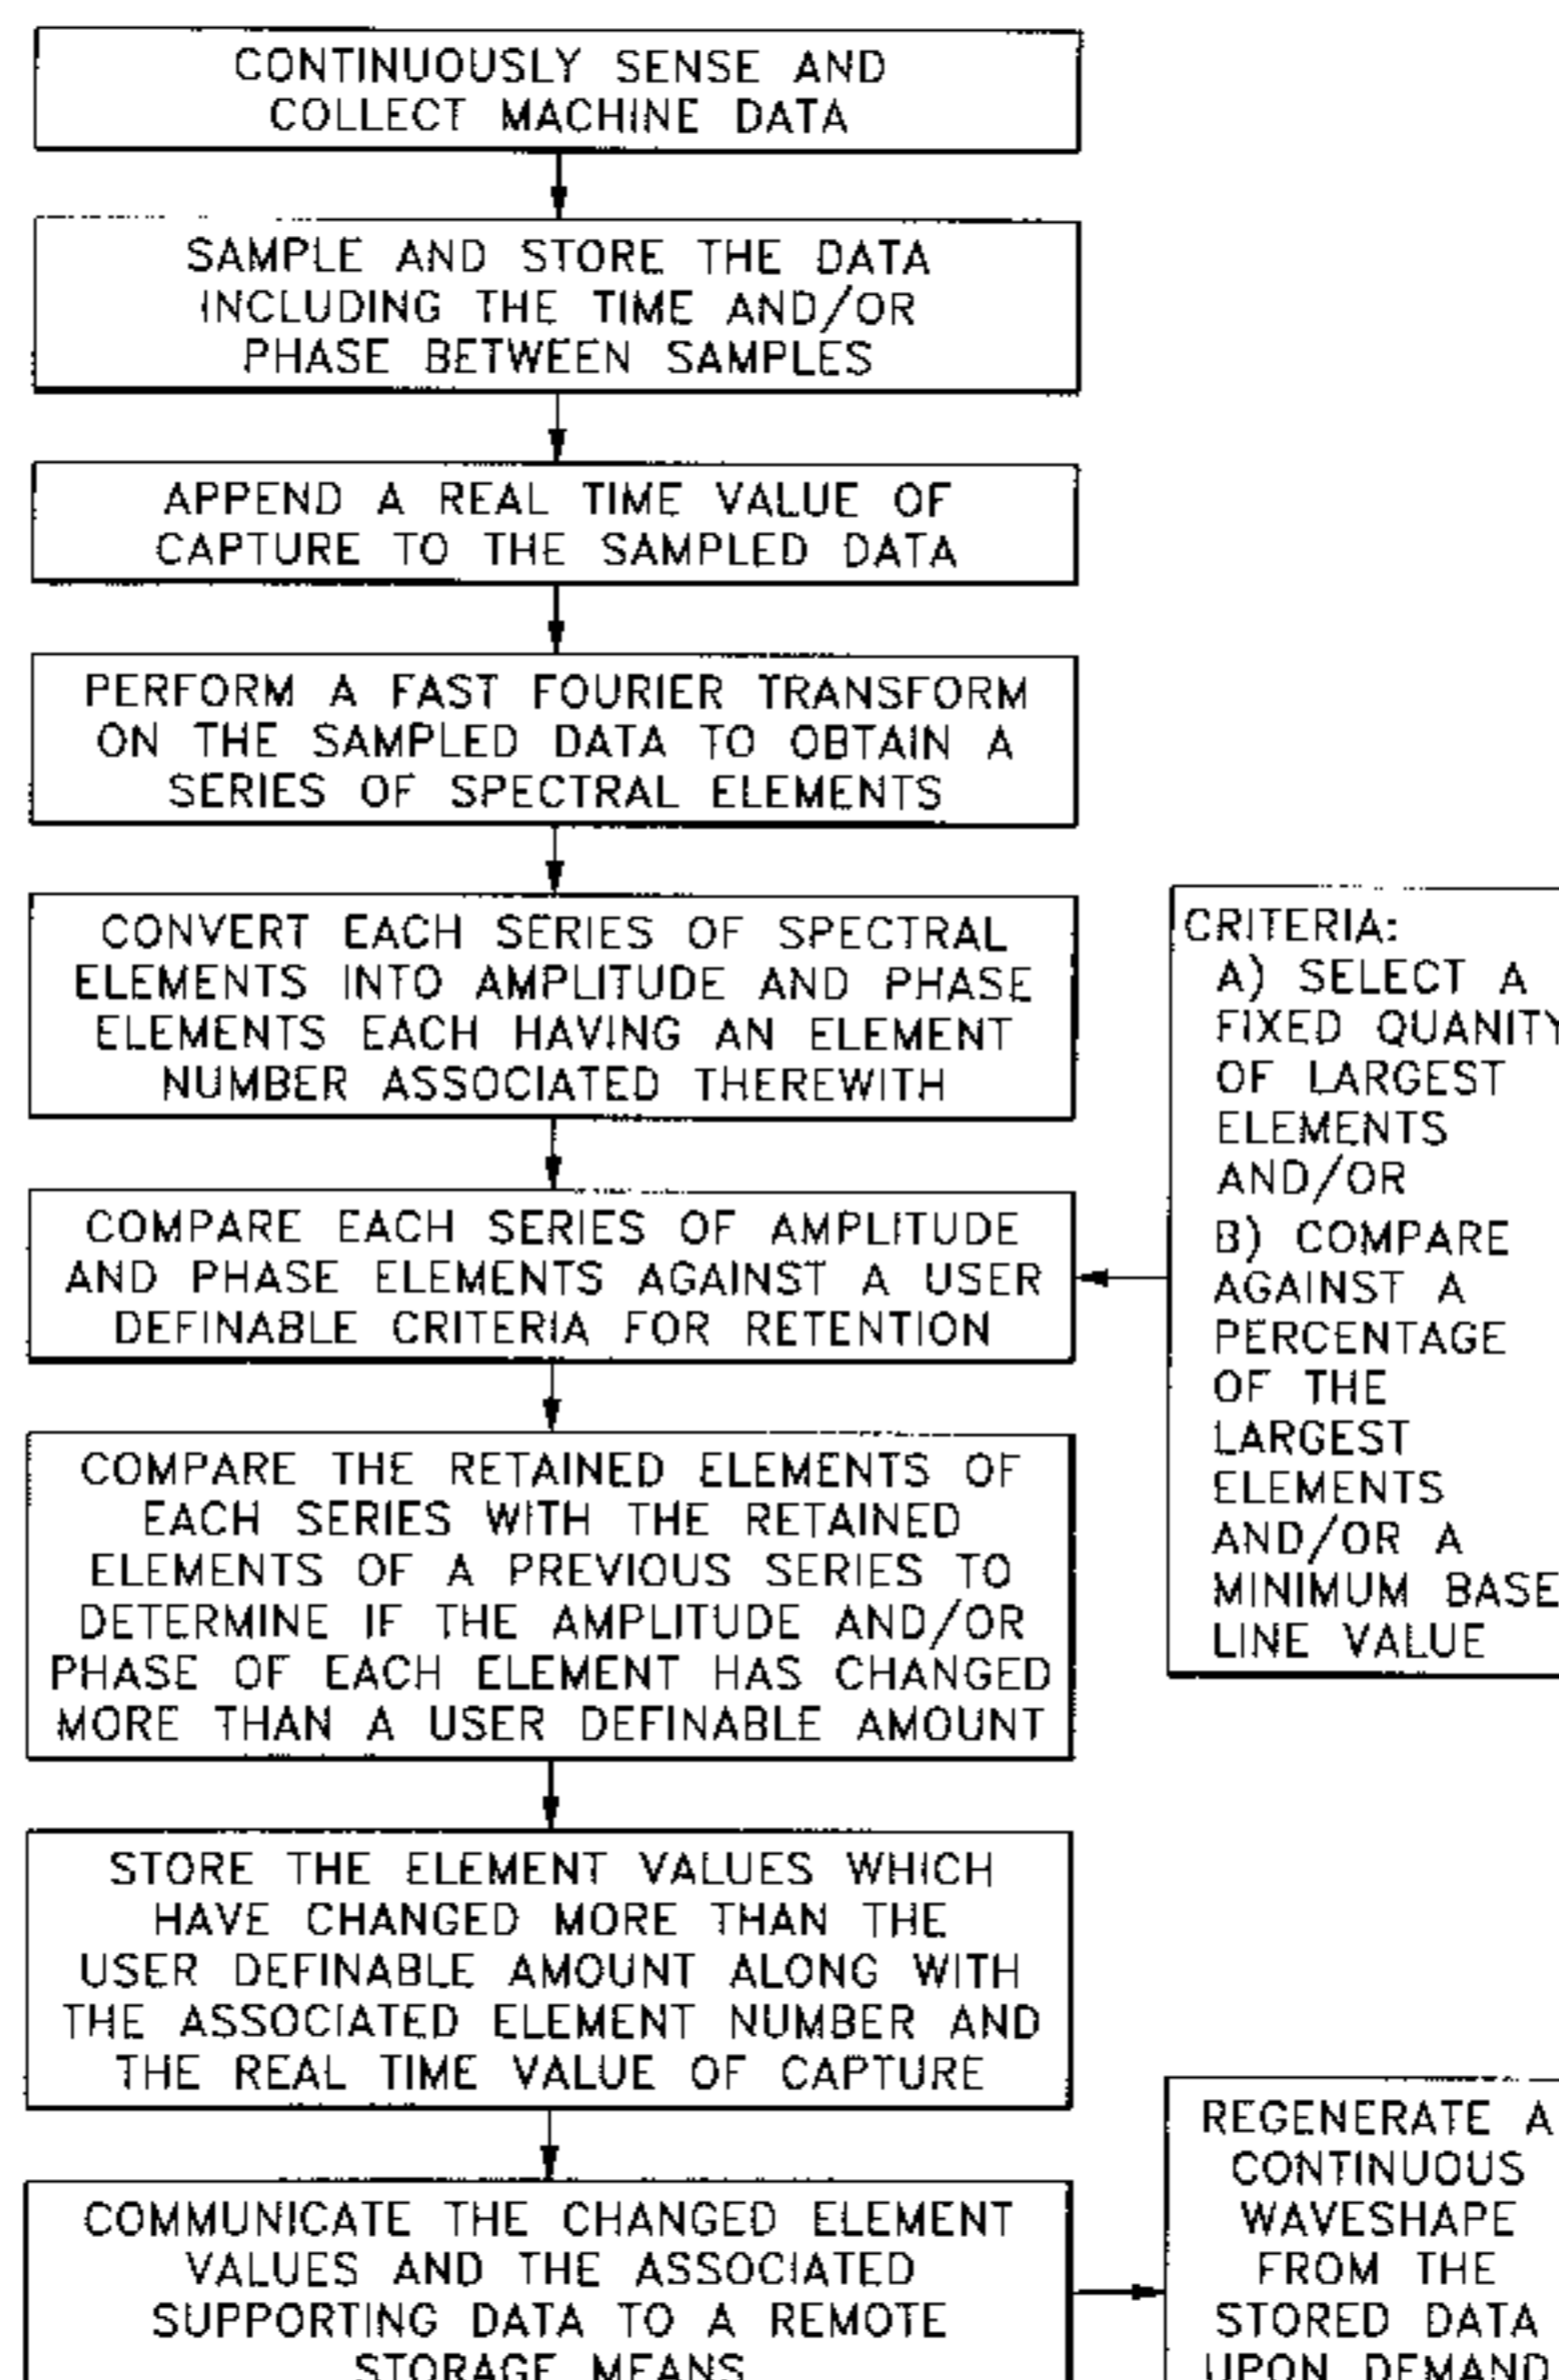 CONTINUOUSLY SENSE AND
COLLECT MACHINE DATA
SAMPLE AND STORE THE DATA
INCLUDING THE TIME AND/OR
PHASE BETWEEN SAMPLES
APPEND A REAL TIME VALUE OF
CAPTURE TO THE SAMPLED DATA
PERFORM A FAST FOURIER TRANSFORM
ON THE SAMPLED DATA TO OBTAIN A
SERIES OF SPECTRAL ELEMENTS
CONVERT EACH SERIES OF SPECTRAL
ELEMENTS INTO AMPLITUDE AND PHASE
ELEMENTS EACH HAVING AN ELEMENT
NUMBER ASSOCIATED THEREWITH
COMPARE EACH SERIES OF AMPLITUDE
AND PHASE ELEMENTS AGAINST A USER
DEFINABLE CRITERIA FOR RETENTION
CRITERIA:
A) SELECT A
FIXED QUANITY
OF LARGEST
ELEMENTS
AND/OR
B) COMPARE
AGAINST A
PERCENTAGE
OF THE
LARGEST
ELEMENTS
AND/OR A
MINIMUM BASE
LINE VALUE
COMPARE THE RETAINED ELEMENTS OF
EACH SERIES WITH THE RETAINED
ELEMENTS OF A PREVIOUS SERIES TO
DETERMINE IF THE AMPLITUDE AND/OR
PHASE OF EACH ELEMENT HAS CHANGED
MORE THAN A USER DEFINABLE AMOUNT
STORE THE ELEMENT VALUES WHICH
HAVE CHANGED MORE THAN THE
USER DEFINABLE AMOUNT ALONG WITH
THE ASSOCIATED ELEMENT NUMBER AND
THE REAL TIME VALUE OF CAPTURE
COMMUNICATE THE CHANGED ELEMENT
VALUES AND THE ASSOCIATED
SUPPORTING DATA TO A REMOTE
STORAGE MEANS
REGENERATE A
CONTINUOUS
WAVESHAPE
FROM THE
STORED DATA
UPON DEMAND